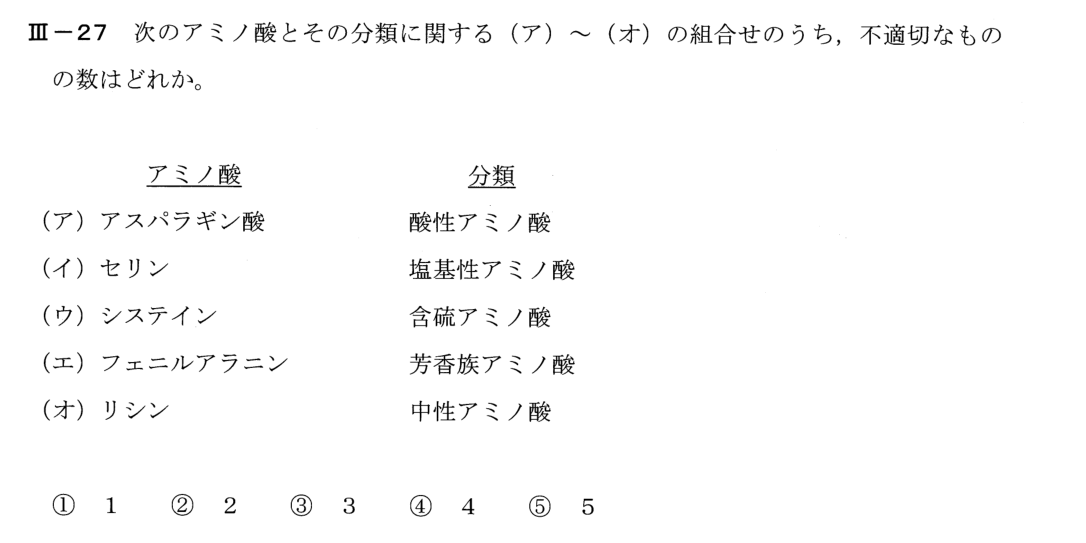 Ⅲ－27 次のアミノ酸とその分類に関する（ア）～（オ）の組合せのうち，不適切なもの
の数はどれか。
アミノ酸 分類
（ア）アスパラギン酸 酸性アミノ酸
（イ）セリン 塩基性アミノ酸
（ウ）システイン 含硫アミノ酸
（エ）フェニルアラニン 芳香族アミノ酸
（オ）リシン 中性アミノ酸
① 1 ② 2 ③ 3 ④ 4 ⑤ 5